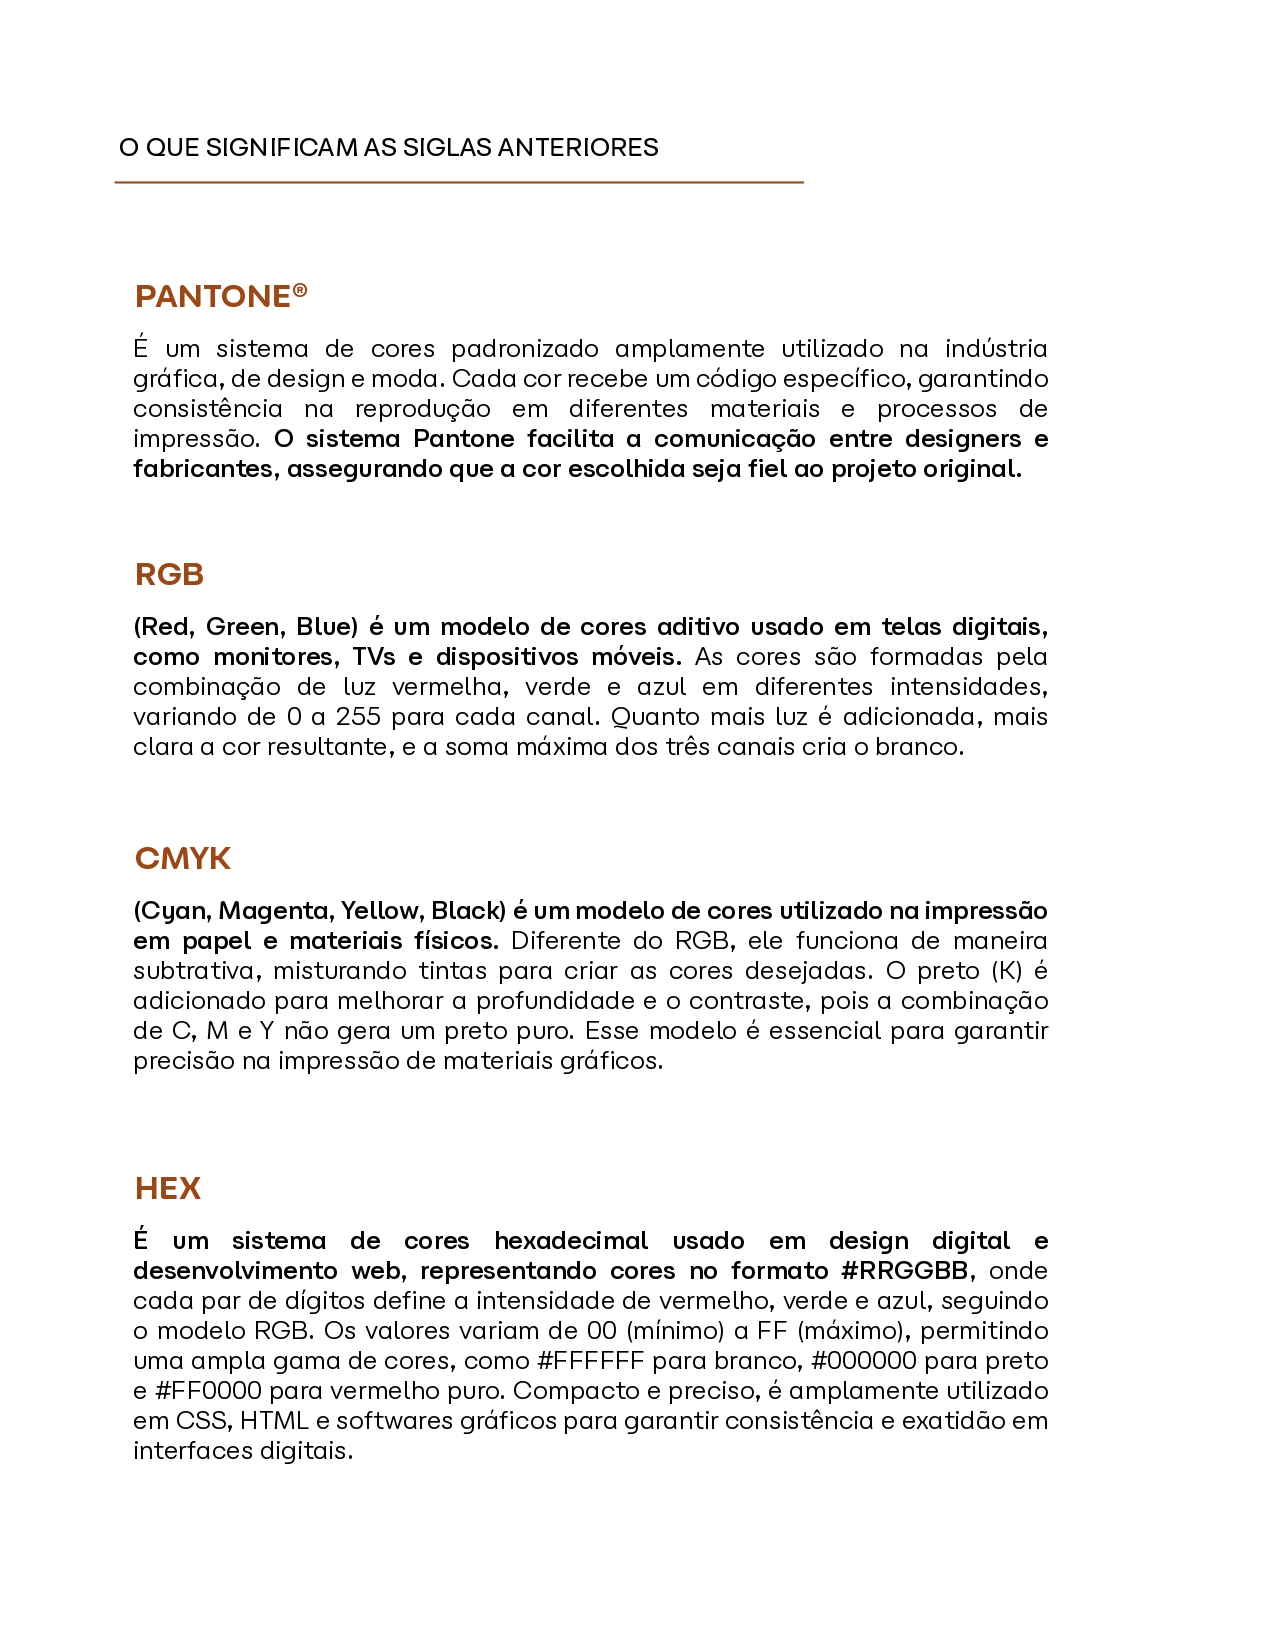 O QUE SIGNIFICAM AS SIGLAS ANTERIORES
PANTONE®
É um sistema de cores padronizado amplamente utilizado na indústria
gráfica, de design e moda. Cada cor recebe um código específico, garantindo
consistência na reprodução em diferentes materiais e processos de
impressão. O sistema Pantone facilita a comunicação entre designers e
fabricantes, assegurando que a cor escolhida seja fiel ao projeto original.
RGB
(Red, Green, Blue) é um modelo de cores aditivo usado em telas digitais,
como monitores, TVs e dispositivos móveis. As cores são formadas pela
combinação de luz vermelha, verde e azul em diferentes intensidades,
variando de 0 a 255 para cada canal. Quanto mais luz é adicionada, mais
clara a cor resultante, e a soma máxima dos três canais cria o branco.
CMYK
(Cyan, Magenta, Yellow, Black) é um modelo de cores utilizado na impressão
em papel e materiais físicos. Diferente do RGB, ele funciona de maneira
subtrativa, misturando tintas para criar as cores desejadas. O preto (K) é
adicionado para melhorar a profundidade e o contraste, pois a combinação
de C, M e Y não gera um preto puro. Esse modelo é essencial para garantir
precisão na impressão de materiais gráficos.
HEX
É um sistema de cores hexadecimal usado em design digital e
desenvolvimento web, representando cores no formato #RRGGBB, onde
cada par de dígitos define a intensidade de vermelho, verde e azul, seguindo
o modelo RGB. Os valores variam de 00 (mínimo) a FF (máximo), permitindo
uma ampla gama de cores, como #FFFFFF para branco, #000000 para preto
e #FF0000 para vermelho puro. Compacto e preciso, é amplamente utilizado
em CSS, HTML e softwares gráficos para garantir consistência e exatidão em
interfaces digitais.